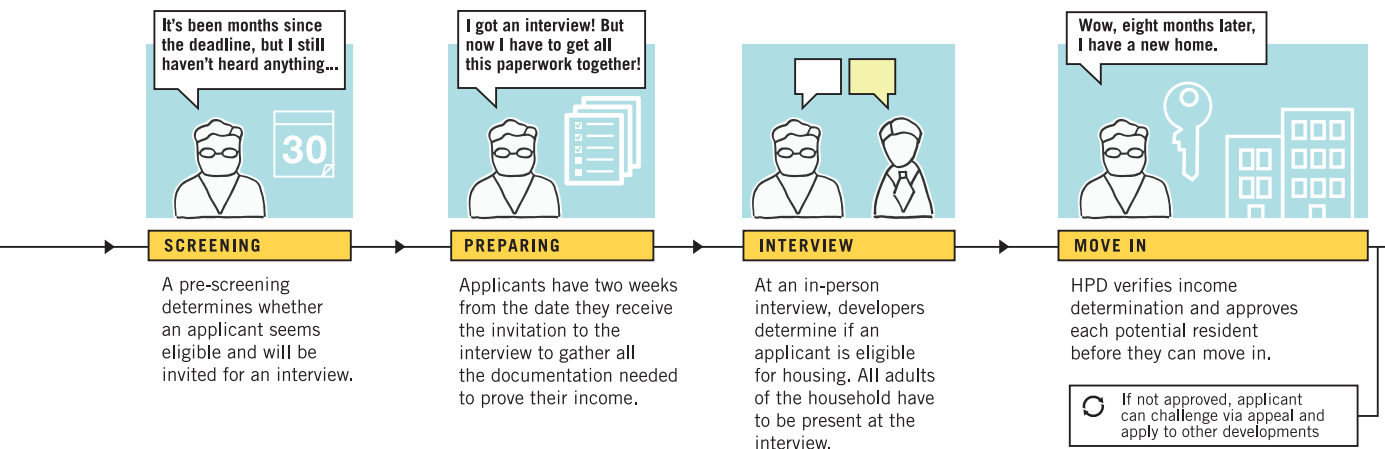 It's been months since
the deadline, but I still
haven't heard anything...
30
SCREENING
A pre-screening
determines whether
an applicant seems
eligible and will be
invited for an interview.
I got an interview! But
now I have to get all
this paperwork together!
PREPARING
Applicants have two weeks
from the date they receive
the invitation to the
interview to gather all
the documentation needed
to prove their income.
INTERVIEW
At an in-person
interview, developers
determine if an
applicant is eligible
for housing. All adults
of the household have
to be present at the
interview.
Wow, eight months later,
I have a new home.
MOVE IN
HPD verifies income
determination and approves
each potential resident
before they can move in.
If not approved, applicant
can challenge via appeal and
apply to other developments